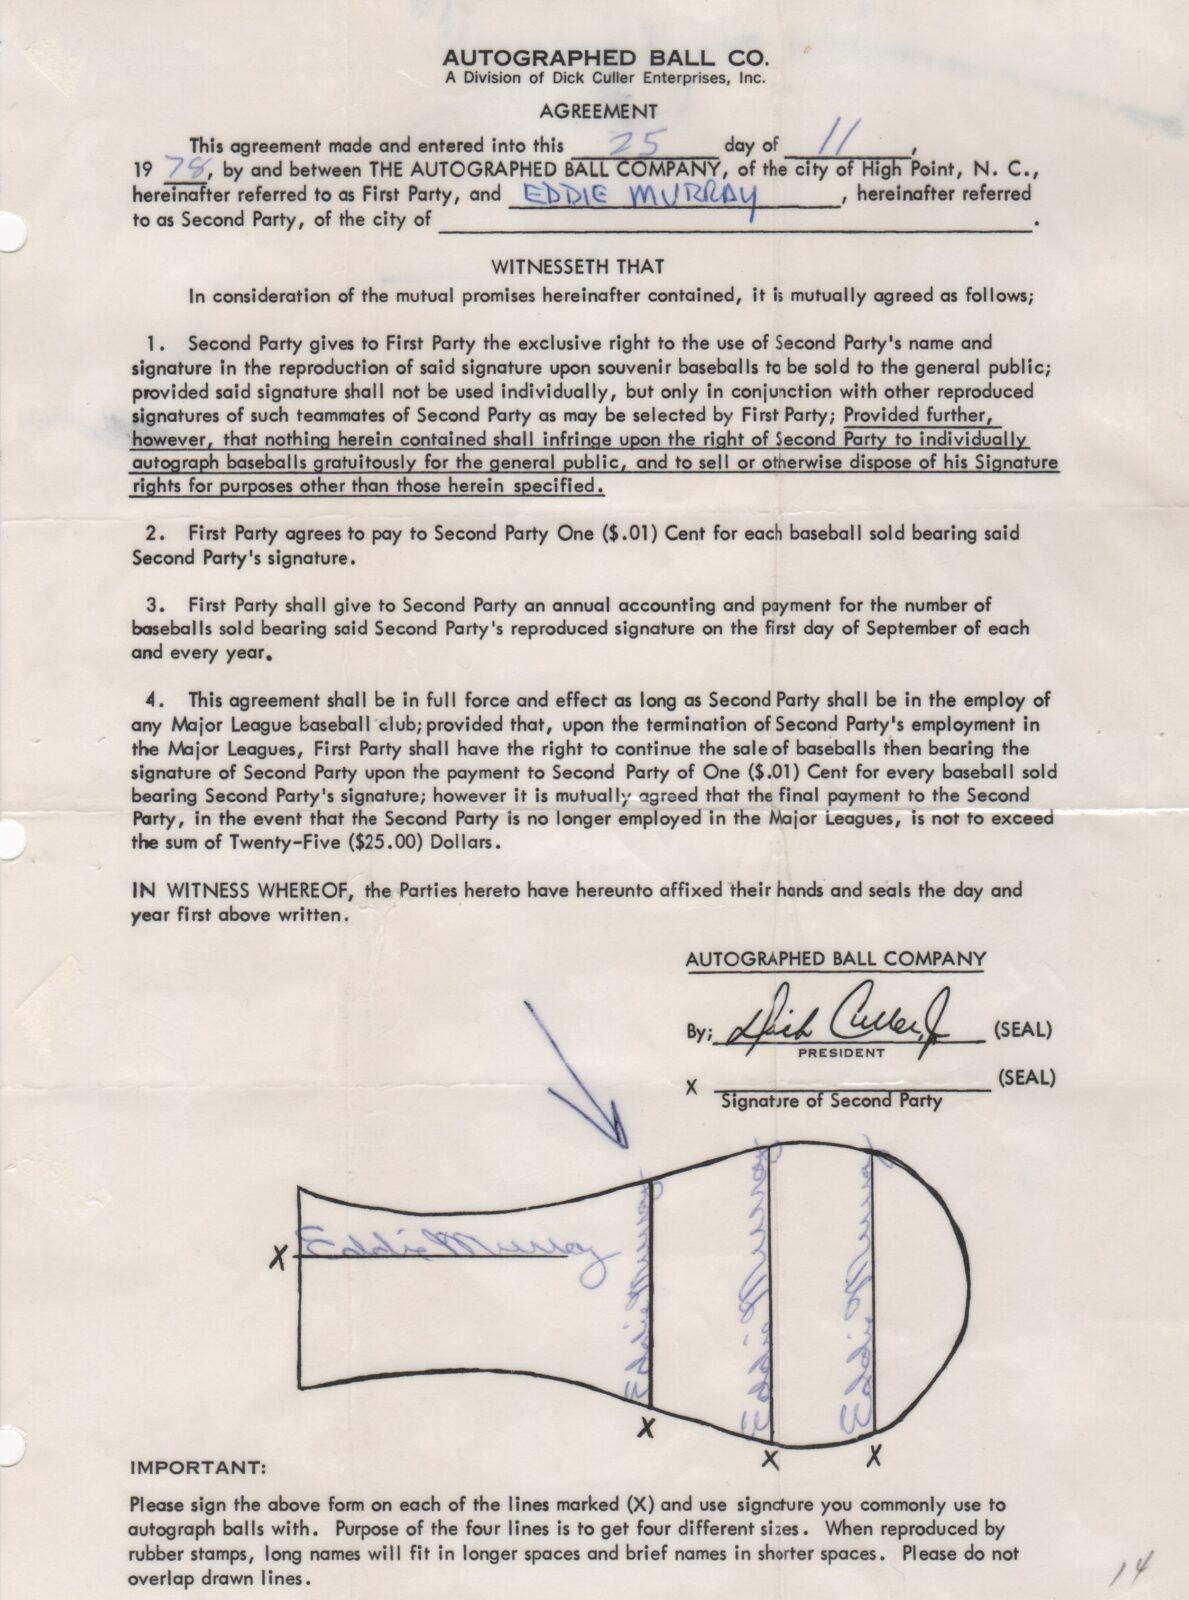 AUTOGRAPHED BALL CO.
A Division of Dick Culler Enterprises, Inc.
AGREEMENT
This agreement made and entered into this 25 day of 11,
19 78, by and between THE AUTOGRAPHED BALL COMPANY, of the city of High Point, N. C.,
hereinafter referred to as First Party, and EDDIE MURRAY, hereinafter referred
to as Second Party, of the city of .
WITNESSETH THAT
In consideration of the mutual promises hereinafter contained, it is mutually agreed as follows;
1. Second Party gives to First Party the exclusive right to the use of Second Party's name and
signature in the reproduction of said signature upon souvenir baseballs to be sold to the general public;
provided said signature shall not be used individually, but only in conjunction with other reproduced
signatures of such teammates of Second Party as may be selected by First Party; Provided further,
however, that nothing herein contained shall infringe upon the right of Second Party to individually
autograph baseballs gratuitously for the general public, and to sell or otherwise dispose of his Signature
rights for purposes other than those herein specified.
2. First Party agrees to pay to Second Party One ($.01) Cent for each baseball sold bearing said
Second Party's signature.
3. First Party shall give to Second Party an annual accounting and payment for the number of
baseballs sold bearing said Second Party's reproduced signature on the first day of September of each
and every year.
4. This agreement shall be in full force and effect as long as Second Party shall be in the employ of
any Major League baseball club; provided that, upon the termination of Second Party's employment in
the Major Leagues, First Party shall have the right to continue the sale of baseballs then bearing the
signature of Second Party upon the payment to Second Party of One ($.01) Cent for every baseball sold
bearing Second Party's signature; however it is mutually agreed that the final payment to the Second
Party, in the event that the Second Party is no longer employed in the Major Leagues, is not to exceed
the sum of Twenty-Five ($25.00) Dollars.
IN WITNESS WHEREOF, the Parties hereto have hereunto affixed their hands and seals the day and
year first above written.
AUTOGRAPHED BALL COMPANY
By; Dick Culler, Jr (SEAL)
PRESIDENT
X (SEAL)
Signature of Second Party
X Eddie Murray
Eddie Murray
Eddie Murray
Eddie Murray
X
X
X
IMPORTANT:
Please sign the above form on each of the lines marked (X) and use signature you commonly use to
autograph balls with. Purpose of the four lines is to get four different sizes. When reproduced by
rubber stamps, long names will fit in longer spaces and brief names in shorter spaces. Please do not
overlap drawn lines.
14